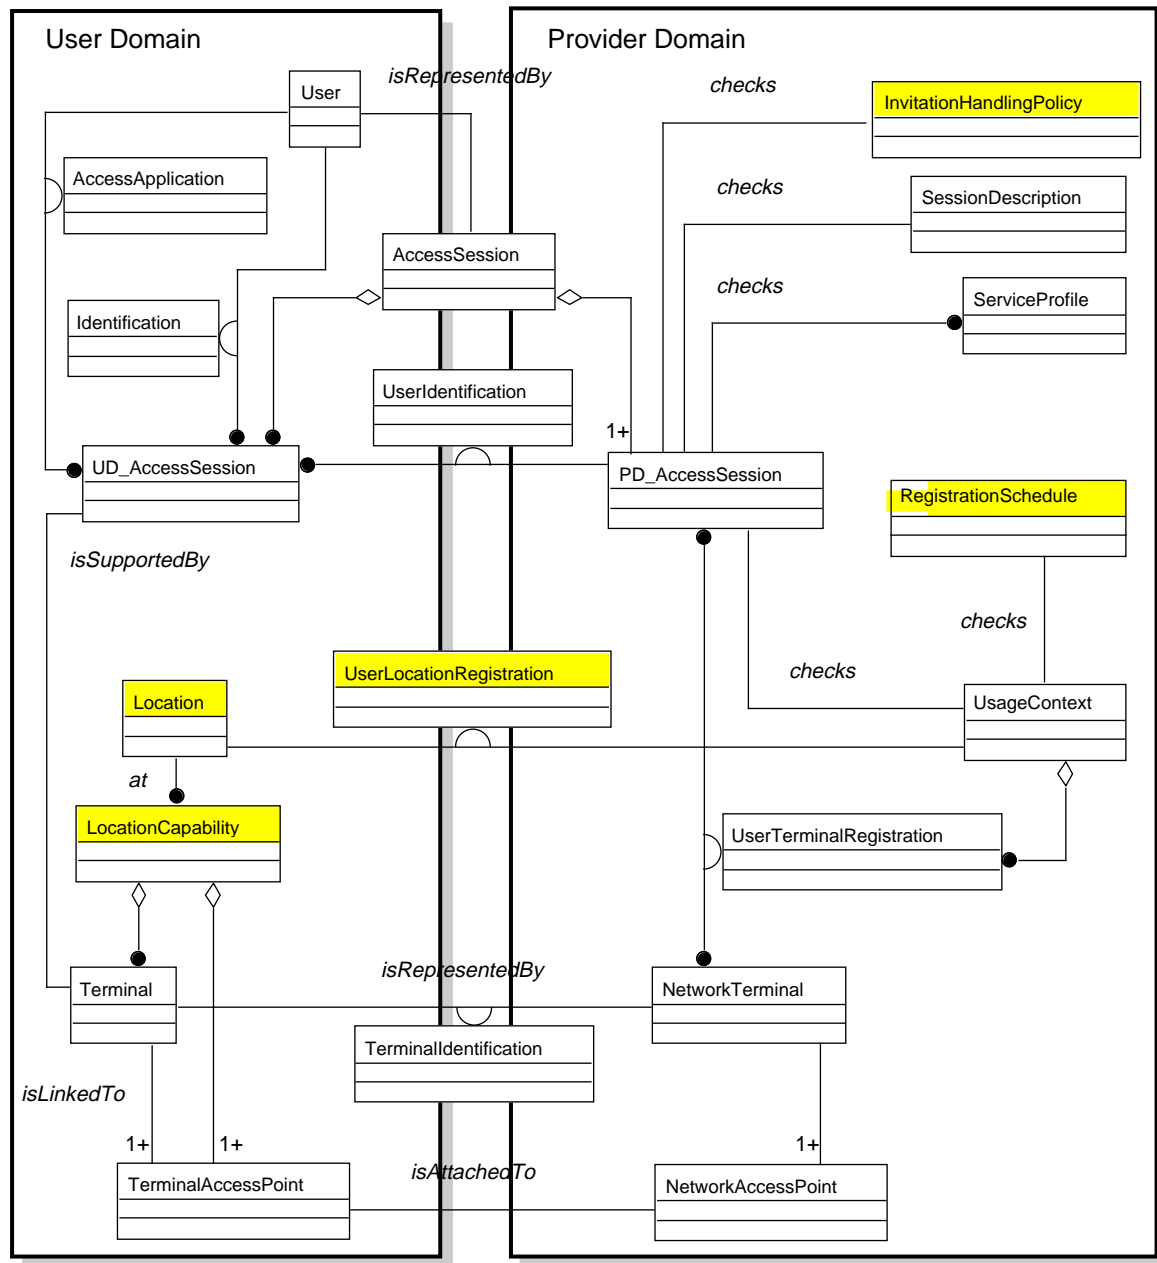 User Domain
Provider Domain
isRepresentedBy
User
checks
InvitationHandlingPolicy
AccessApplication
checks
SessionDescription
AccessSession
checks
ServiceProfile
Identification
UserIdentification
1+
UD_AccessSession
PD_AccessSession
RegistrationSchedule
isSupportedBy
checks
UserLocationRegistration
checks
Location
UsageContext
at
LocationCapability
UserTerminalRegistration
isRepresentedBy
Terminal
NetworkTerminal
TerminalIdentification
isLinkedTo
1+
1+
1+
isAttachedTo
TerminalAccessPoint
NetworkAccessPoint